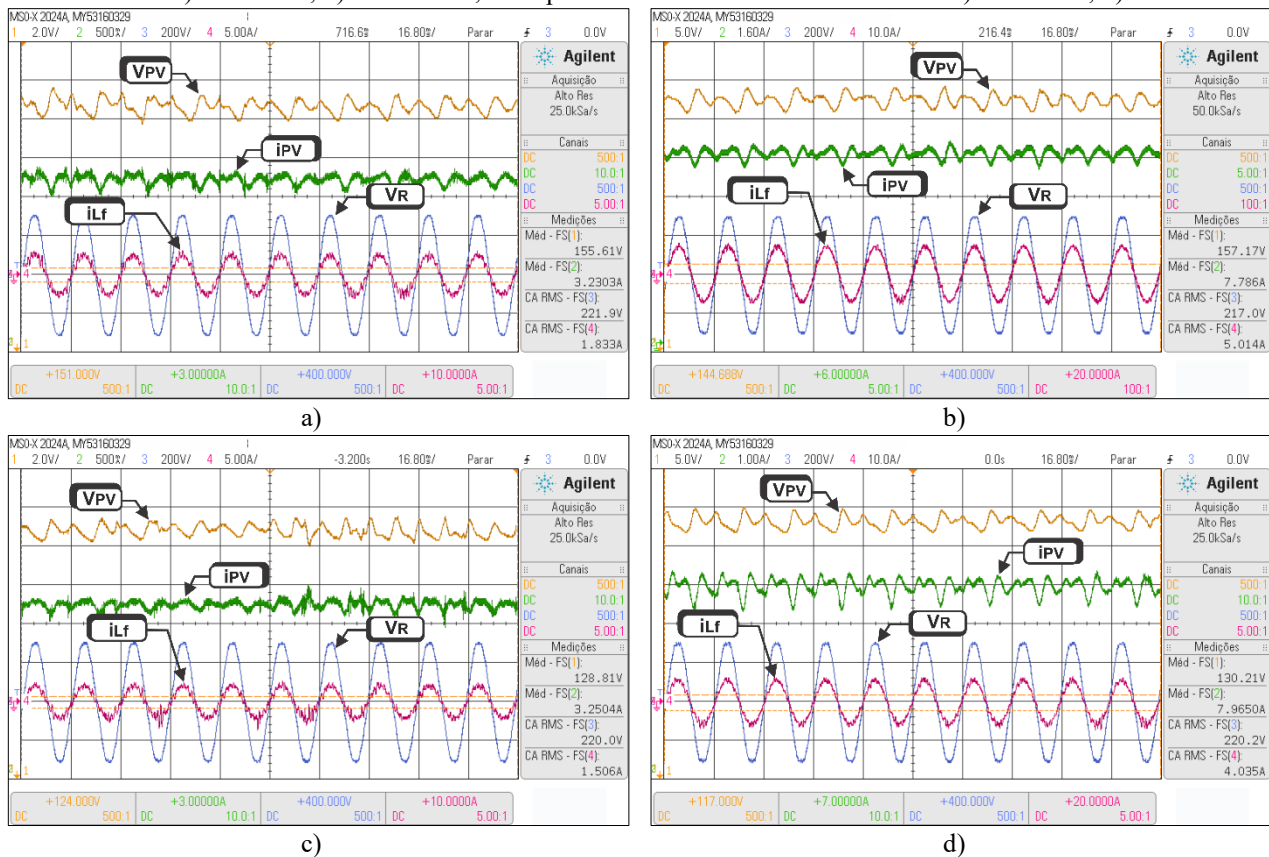 MSO-X 2024A, MY53160329
1 2.0V/ 2 500%/ 3 200V/ 4 5.00A/ 716.6% 16.80%/ Parar 3 0.0V
VPV
iPV
iLf
VR
4
1
Agilent
Aquisição
Alto Res
25.0kSa/s
Canais
DC 500:1
DC 10.0:1
DC 500:1
DC 5.00:1
Medições
Méd - FS(1):
155.61V
Méd - FS(2):
3.2303A
CA RMS - FS(3):
221.9V
CA RMS - FS(4):
1.833A
+151.000V +3.00000A +400.000V +10.0000A
DC 500:1 DC 10.0:1 DC 500:1 DC 5.00:1
a)
MSO-X 2024A, MY53160329
1 5.0V/ 2 1.60A/ 3 200V/ 4 10.0A/ 216.4% 16.80%/ Parar 3 0.0V
VPV
iPV
iLf
VR
4
1
Agilent
Aquisição
Alto Res
50.0kSa/s
Canais
DC 500:1
DC 5.00:1
DC 500:1
DC 100:1
Medições
Méd - FS(1):
157.17V
Méd - FS(2):
7.786A
CA RMS - FS(3):
217.0V
CA RMS - FS(4):
5.014A
+144.688V +6.00000A +400.000V +20.0000A
DC 500:1 DC 5.00:1 DC 500:1 DC 100:1
b)
MSO-X 2024A, MY53160329
1 2.0V/ 2 500%/ 3 200V/ 4 5.00A/ -3.200s 16.80%/ Parar 3 0.0V
VPV
iPV
iLf
VR
4
1
Agilent
Aquisição
Alto Res
25.0kSa/s
Canais
DC 500:1
DC 10.0:1
DC 500:1
DC 5.00:1
Medições
Méd - FS(1):
128.81V
Méd - FS(2):
3.2504A
CA RMS - FS(3):
220.0V
CA RMS - FS(4):
1.506A
+124.000V +3.00000A +400.000V +10.0000A
DC 500:1 DC 10.0:1 DC 500:1 DC 5.00:1
c)
MSO-X 2024A, MY53160329
1 5.0V/ 2 1.00A/ 3 200V/ 4 10.0A/ 0.0s 16.80%/ Parar 3 0.0V
VPV
iPV
iLf
VR
4
1
Agilent
Aquisição
Alto Res
25.0kSa/s
Canais
DC 500:1
DC 10.0:1
DC 500:1
DC 5.00:1
Medições
Méd - FS(1):
130.21V
Méd - FS(2):
7.9650A
CA RMS - FS(3):
220.2V
CA RMS - FS(4):
4.035A
+117.000V +7.00000A +400.000V +20.0000A
DC 500:1 DC 10.0:1 DC 500:1 DC 5.00:1
d)